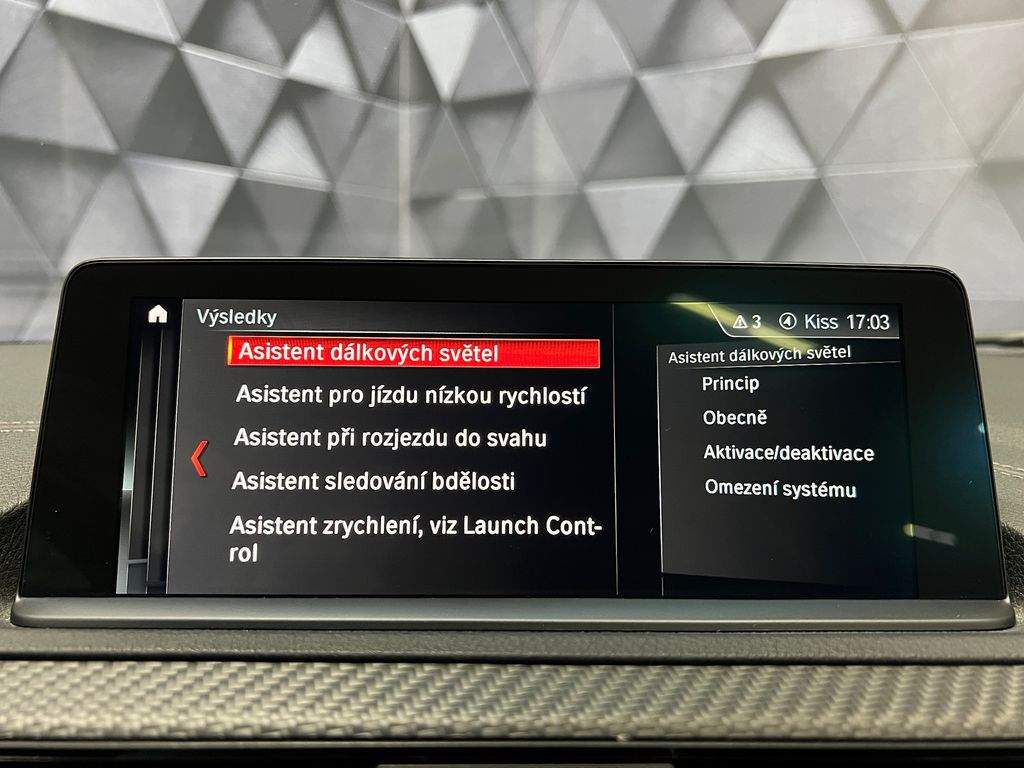 Výsledky
3 Kiss 17:03
Asistent dálkových světel
Asistent pro jízdu nízkou rychlostí
Asistent při rozjezdu do svahu
Asistent sledování bdělosti
Asistent zrychlení, viz Launch Cont-
rol
Asistent dálkových světel
Princip
Obecně
Aktivace/deaktivace
Omezení systému